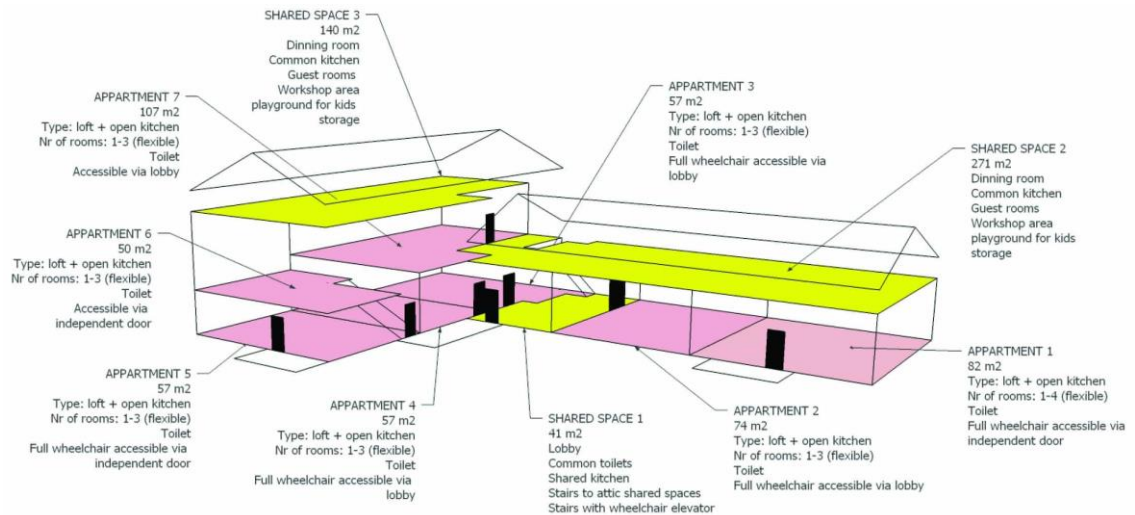 SHARED SPACE 3
140 m2
Dinning room
Common kitchen
Guest rooms
Workshop area
playground for kids
storage
APPARTMENT 7
107 m2
Type: loft + open kitchen
Nr of rooms: 1-3 (flexible)
Toilet
Accessible via lobby
APPARTMENT 3
57 m2
Type: loft + open kitchen
Nr of rooms: 1-3 (flexible)
Toilet
Full wheelchair accessible via
lobby
SHARED SPACE 2
271 m2
Dinning room
Common kitchen
Guest rooms
Workshop area
playground for kids
storage
APPARTMENT 6
50 m2
Type: loft + open kitchen
Nr of rooms: 1-3 (flexible)
Toilet
Accessible via
independent door
APPARTMENT 5
57 m2
Type: loft + open kitchen
Nr of rooms: 1-3 (flexible)
Toilet
Full wheelchair accessible via
independent door
APPARTMENT 4
57 m2
Type: loft + open kitchen
Nr of rooms: 1-3 (flexible)
Toilet
Full wheelchair accessible via
lobby
SHARED SPACE 1
41 m2
Lobby
Common toilets
Shared kitchen
Stairs to attic shared spaces
Stairs with wheelchair elevator
APPARTMENT 2
74 m2
Type: loft + open kitchen
Nr of rooms: 1-3 (flexible)
Toilet
Full wheelchair accessible via lobby
APPARTMENT 1
82 m2
Type: loft + open kitchen
Nr of rooms: 1-4 (flexible)
Toilet
Full wheelchair accessible via
independent door